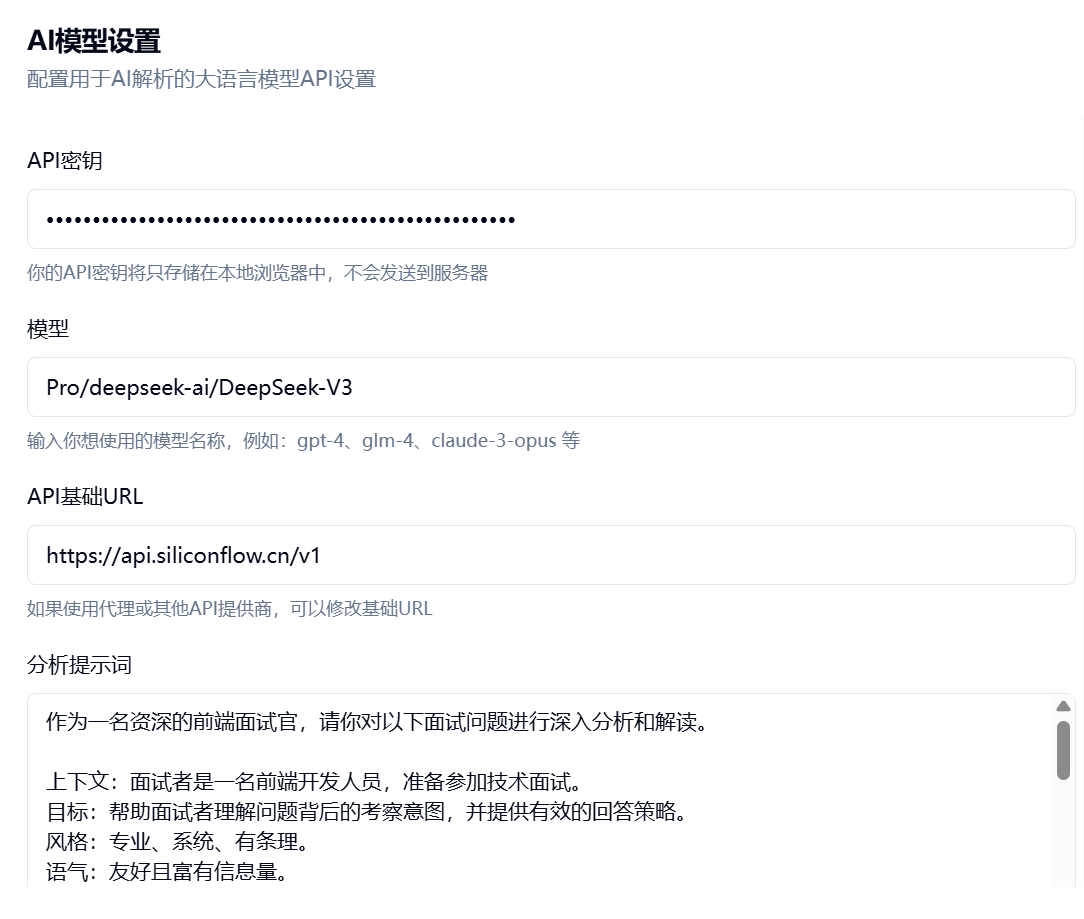 AI模型设置
配置用于AI解析的大语言模型API设置
API密钥
••••••••••••••••••••••••••••••••••••••••••••••••••••
你的API密钥将只存储在本地浏览器中，不会发送到服务器
模型
Pro/deepseek-ai/DeepSeek-V3
输入你想使用的模型名称，例如：gpt-4、glm-4、claude-3-opus 等
API基础URL
https://api.siliconflow.cn/v1
如果使用代理或其他API提供商，可以修改基础URL
分析提示词
作为一名资深的前端面试官，请你对以下面试问题进行深入分析和解读。
上下文：面试者是一名前端开发人员，准备参加技术面试。
目标：帮助面试者理解问题背后的考察意图，并提供有效的回答策略。
风格：专业、系统、有条理。
语气：友好且富有信息量。